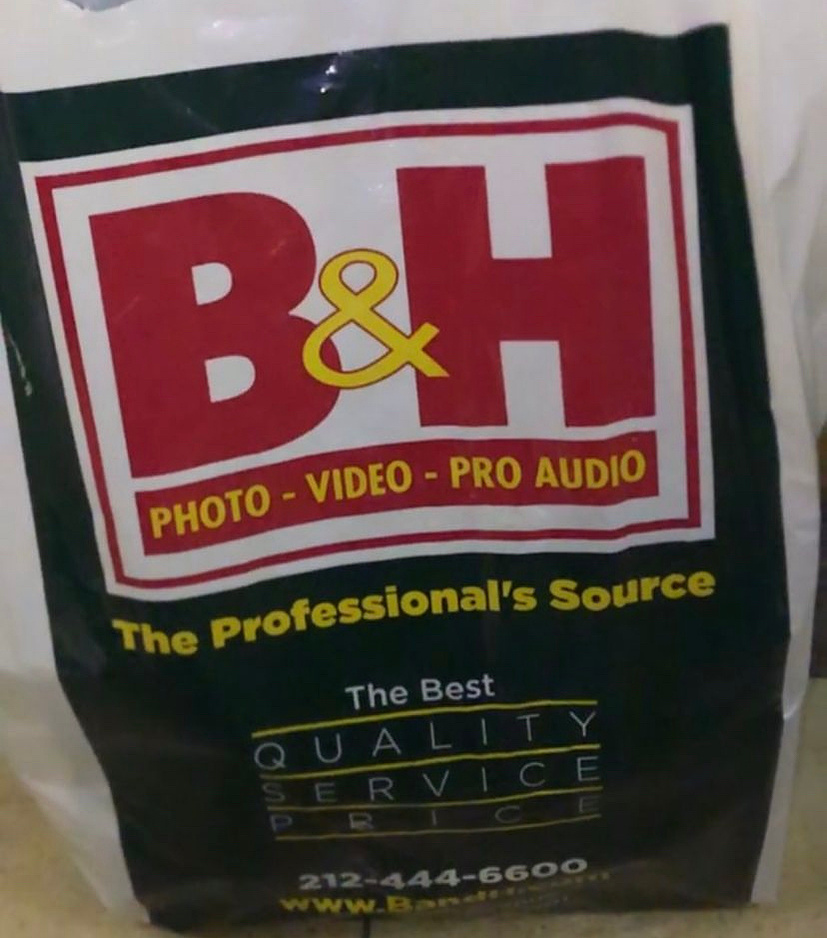 B&H
PHOTO - VIDEO - PRO AUDIO
The Professional's Source
The Best
QUALITY
SERVICE
PRICE
212-444-6600